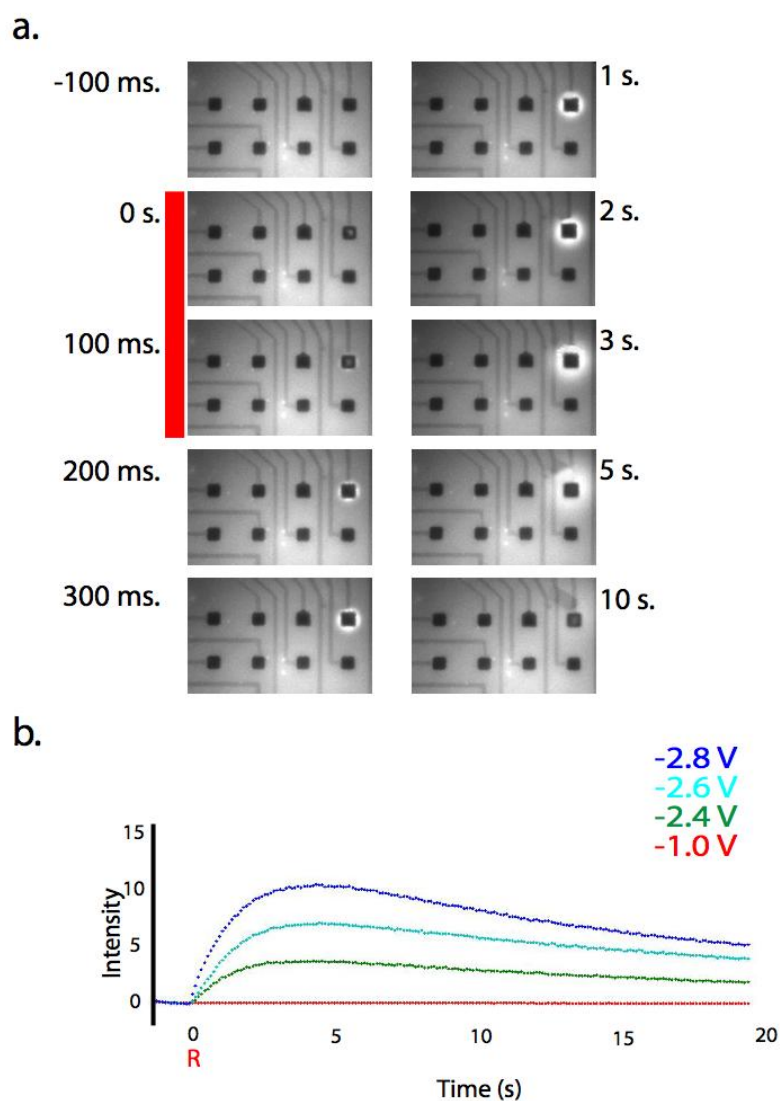 a.
-100 ms.
1 s.
0 s.
2 s.
100 ms.
3 s.
200 ms.
5 s.
300 ms.
10 s.
b.
-2.8 V
-2.6 V
-2.4 V
-1.0 V
15
10
5
0
Intensity
0
5
10
15
20
R
Time (s)